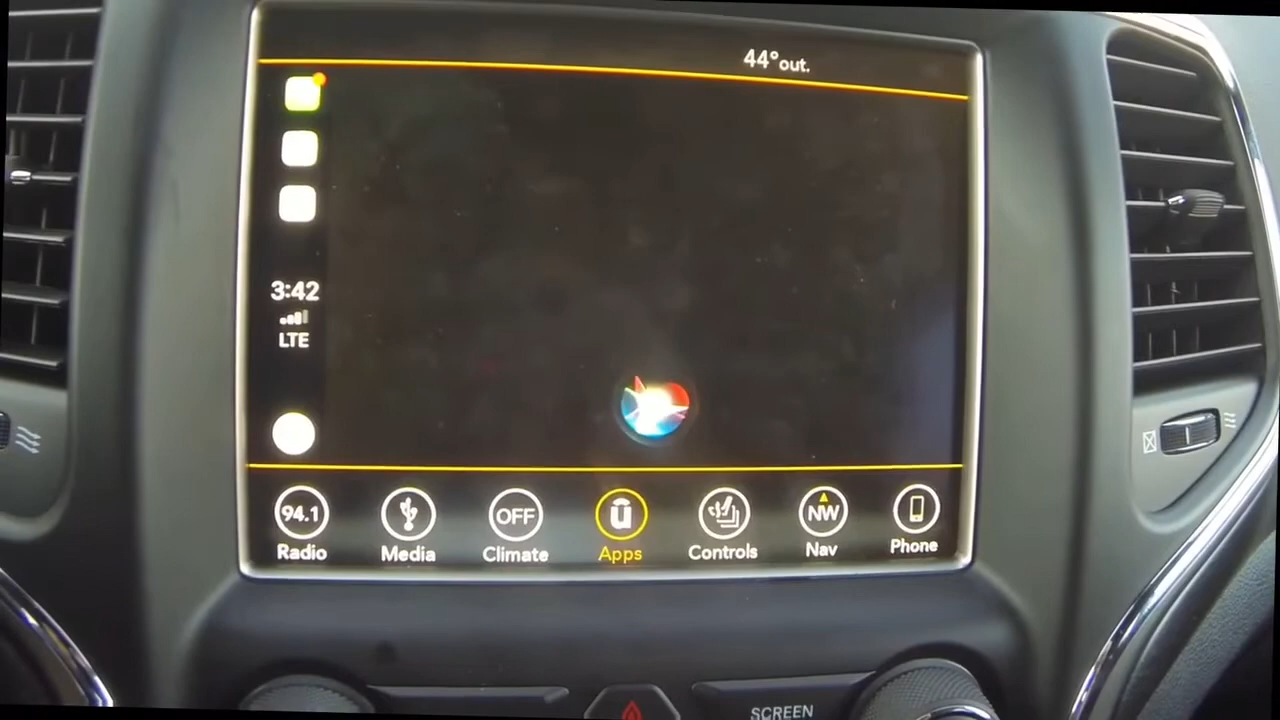 44° out.
3:42
LTE
94.1 OFF NW
Radio Media Climate Apps Controls Nav Phone
SCREEN